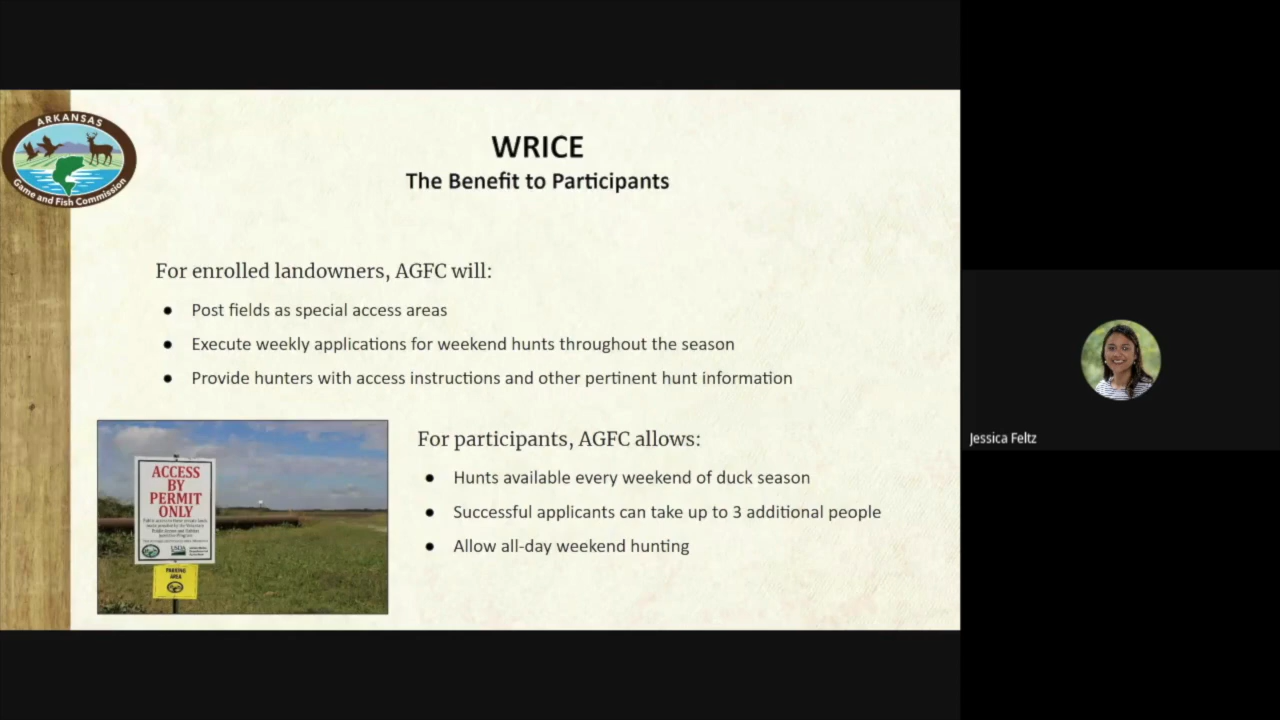 ARKANSAS
Game and Fish Commission
WRICE
The Benefit to Participants
For enrolled landowners, AGFC will:
● Post fields as special access areas
● Execute weekly applications for weekend hunts throughout the season
● Provide hunters with access instructions and other pertinent hunt information
ACCESS
BY
PERMIT
ONLY
USDA
PARKING
AREA
For participants, AGFC allows:
● Hunts available every weekend of duck season
● Successful applicants can take up to 3 additional people
● Allow all-day weekend hunting
Jessica Feltz